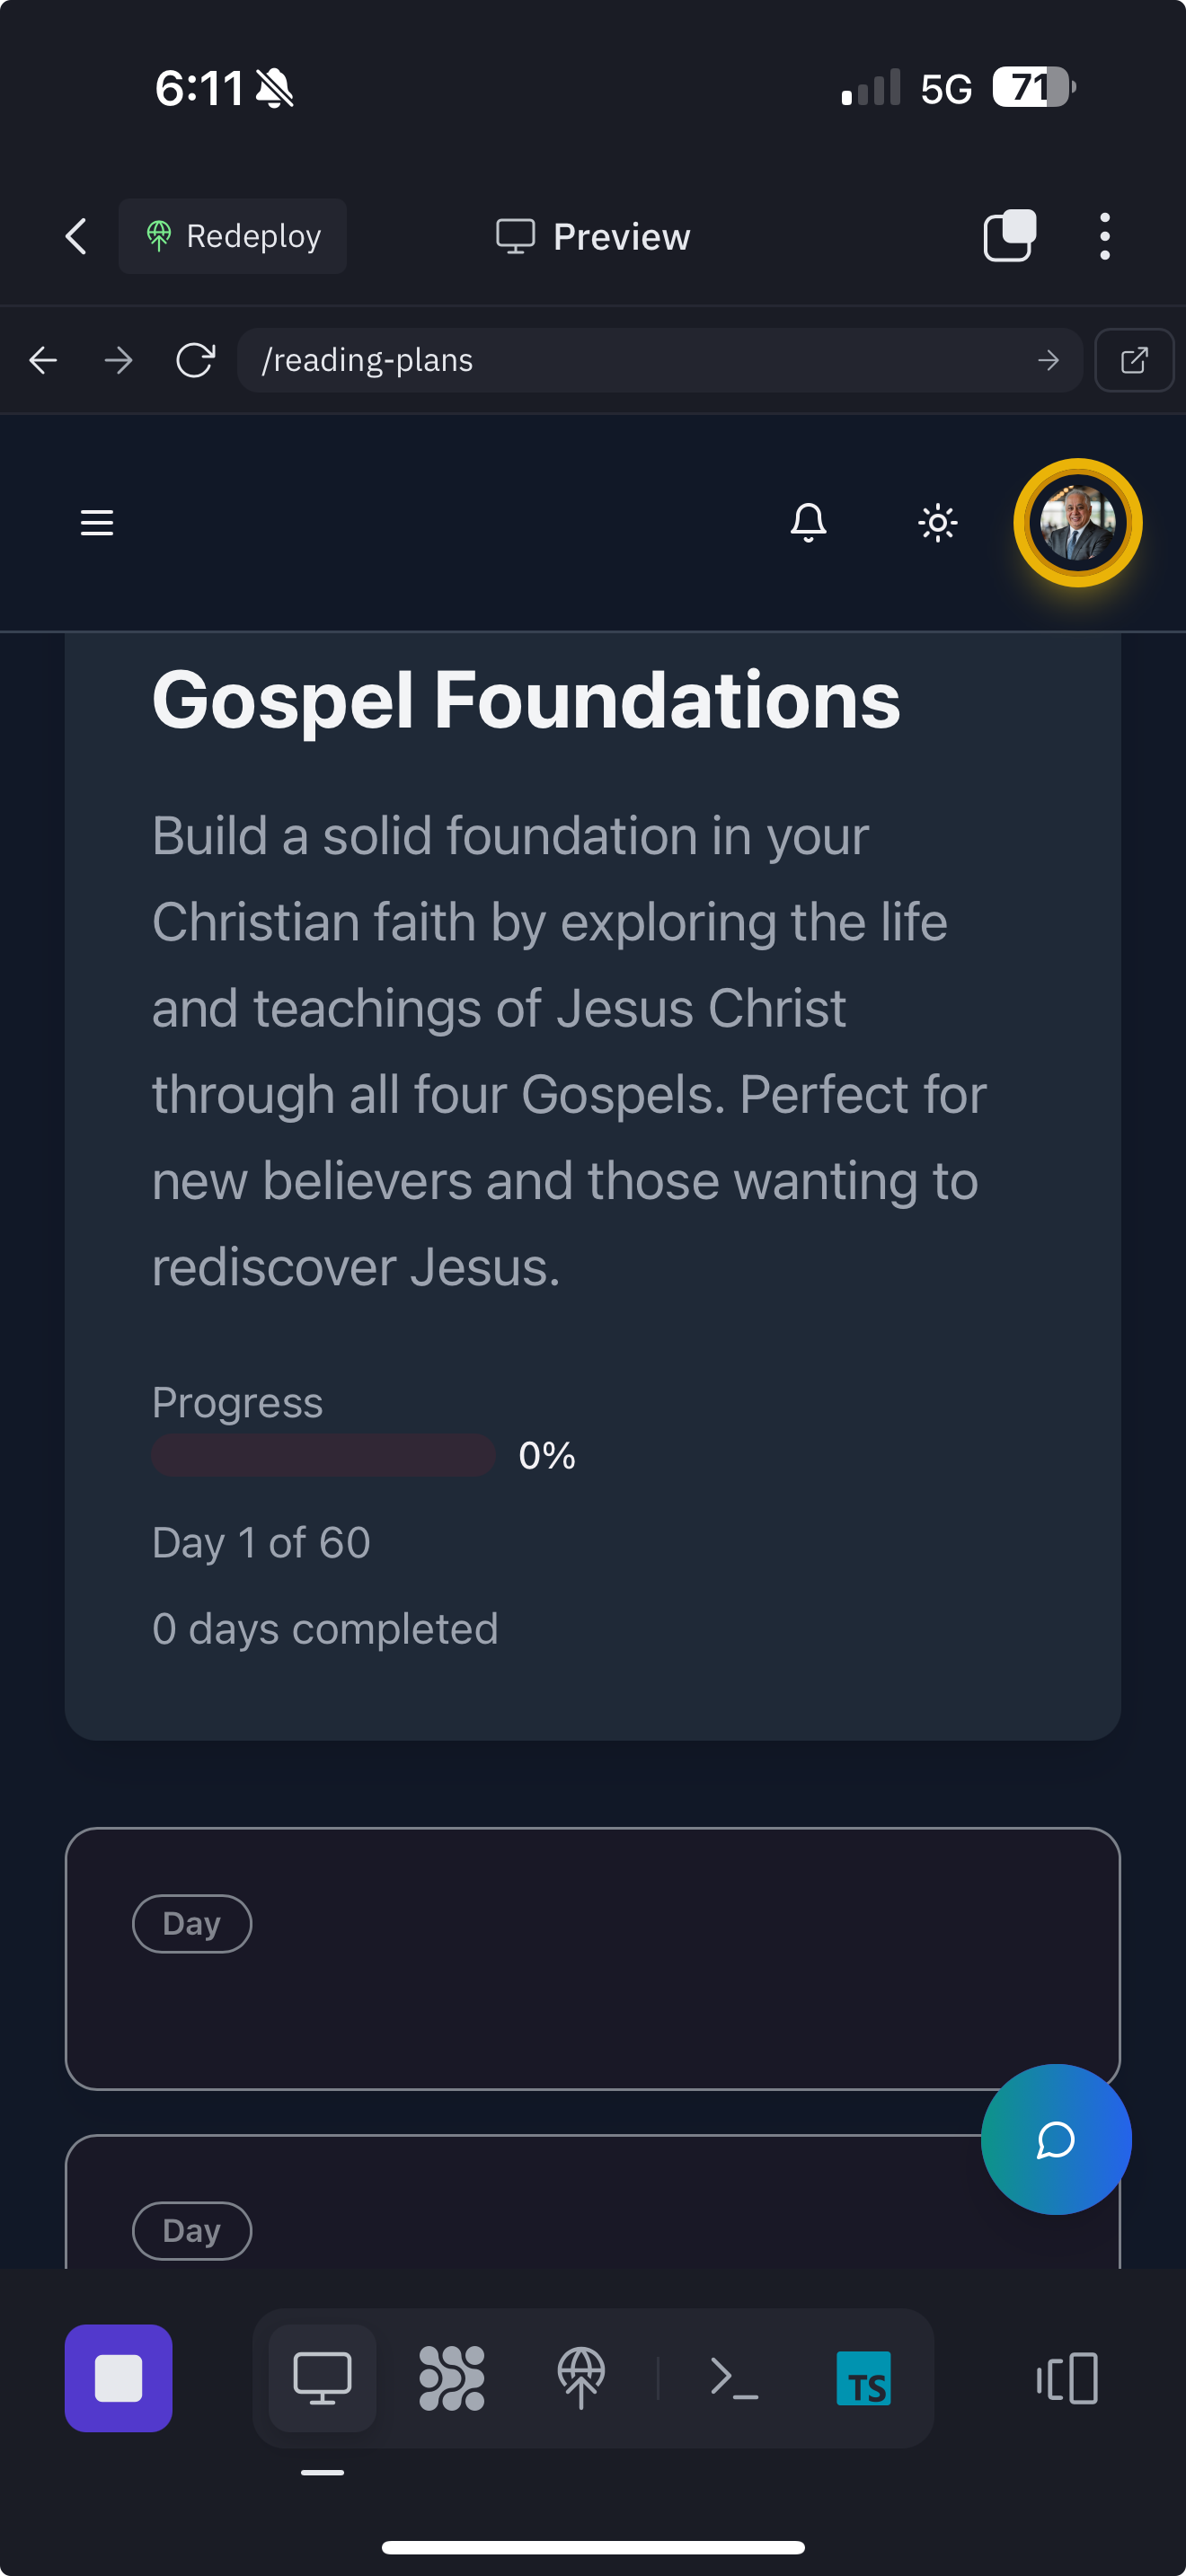 6:11
5G
71
Redeploy
Preview
/reading-plans
Gospel Foundations
Build a solid foundation in your
Christian faith by exploring the life
and teachings of Jesus Christ
through all four Gospels. Perfect for
new believers and those wanting to
rediscover Jesus.
Progress
0%
Day 1 of 60
0 days completed
Day
Day
TS